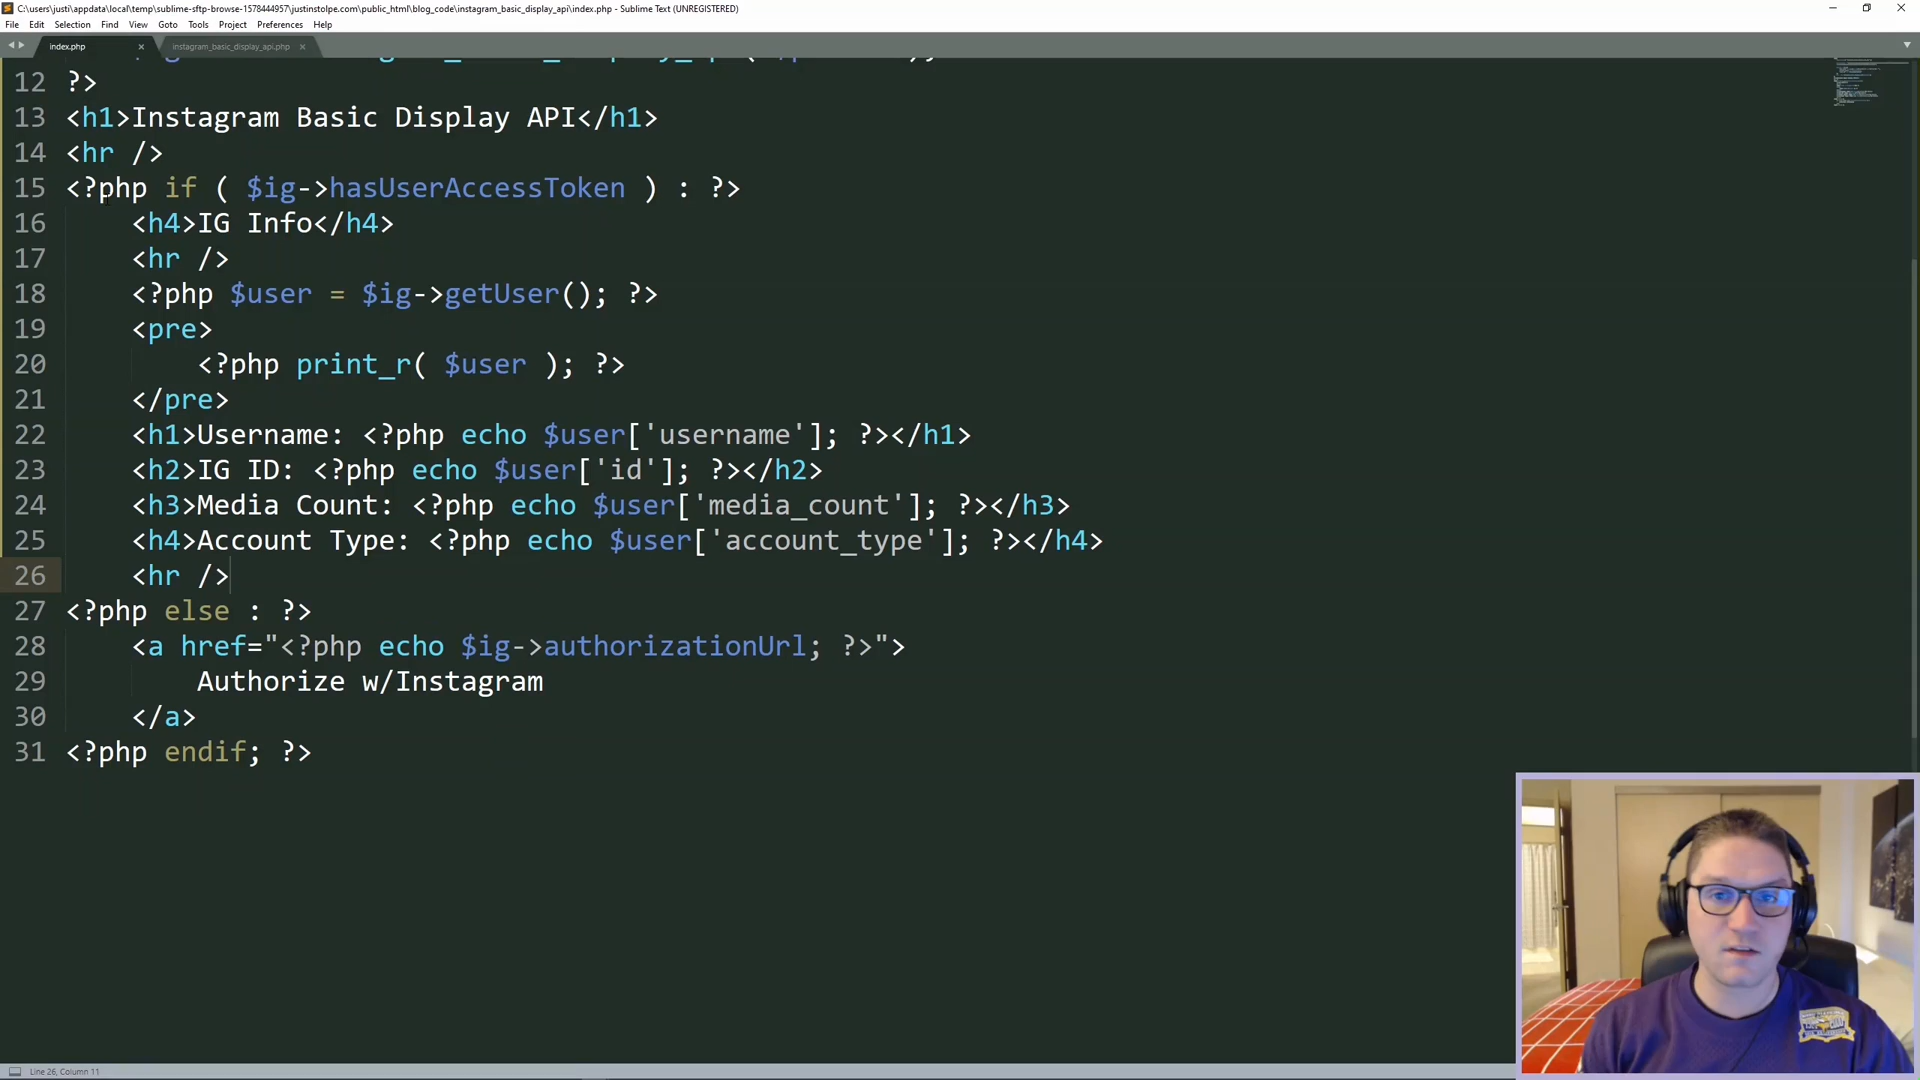 C:\users\justi\appdata\local\temp\sublime-sftp-browse-1578444957\justinstolpe.com\public_html\blog_code\instagram_basic_display_api\index.php - Sublime Text (UNREGISTERED)
File Edit Selection Find View Goto Tools Project Preferences Help
index.php instagram_basic_display_api.php
12 ?>
13 <h1>Instagram Basic Display API</h1>
14 <hr />
15 <?php if ( $ig->hasUserAccessToken ) : ?>
16 <h4>IG Info</h4>
17 <hr />
18 <?php $user = $ig->getUser(); ?>
19 <pre>
20 <?php print_r( $user ); ?>
21 </pre>
22 <h1>Username: <?php echo $user['username']; ?></h1>
23 <h2>IG ID: <?php echo $user['id']; ?></h2>
24 <h3>Media Count: <?php echo $user['media_count']; ?></h3>
25 <h4>Account Type: <?php echo $user['account_type']; ?></h4>
26 <hr />
27 <?php else : ?>
28 <a href="<?php echo $ig->authorizationUrl; ?>">
29 Authorize w/Instagram
30 </a>
31 <?php endif; ?>
Line 26, Column 11